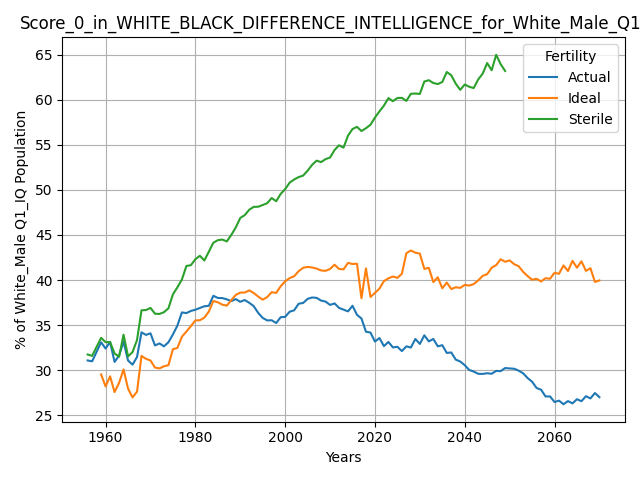 Score_0_in_WHITE_BLACK_DIFFERENCE_INTELLIGENCE_for_White_Male_Q1
Fertility
Actual
Ideal
Sterile
65
60
55
50
45
40
35
30
25
% of White_Male Q1_IQ Population
1960
1980
2000
2020
2040
2060
Years